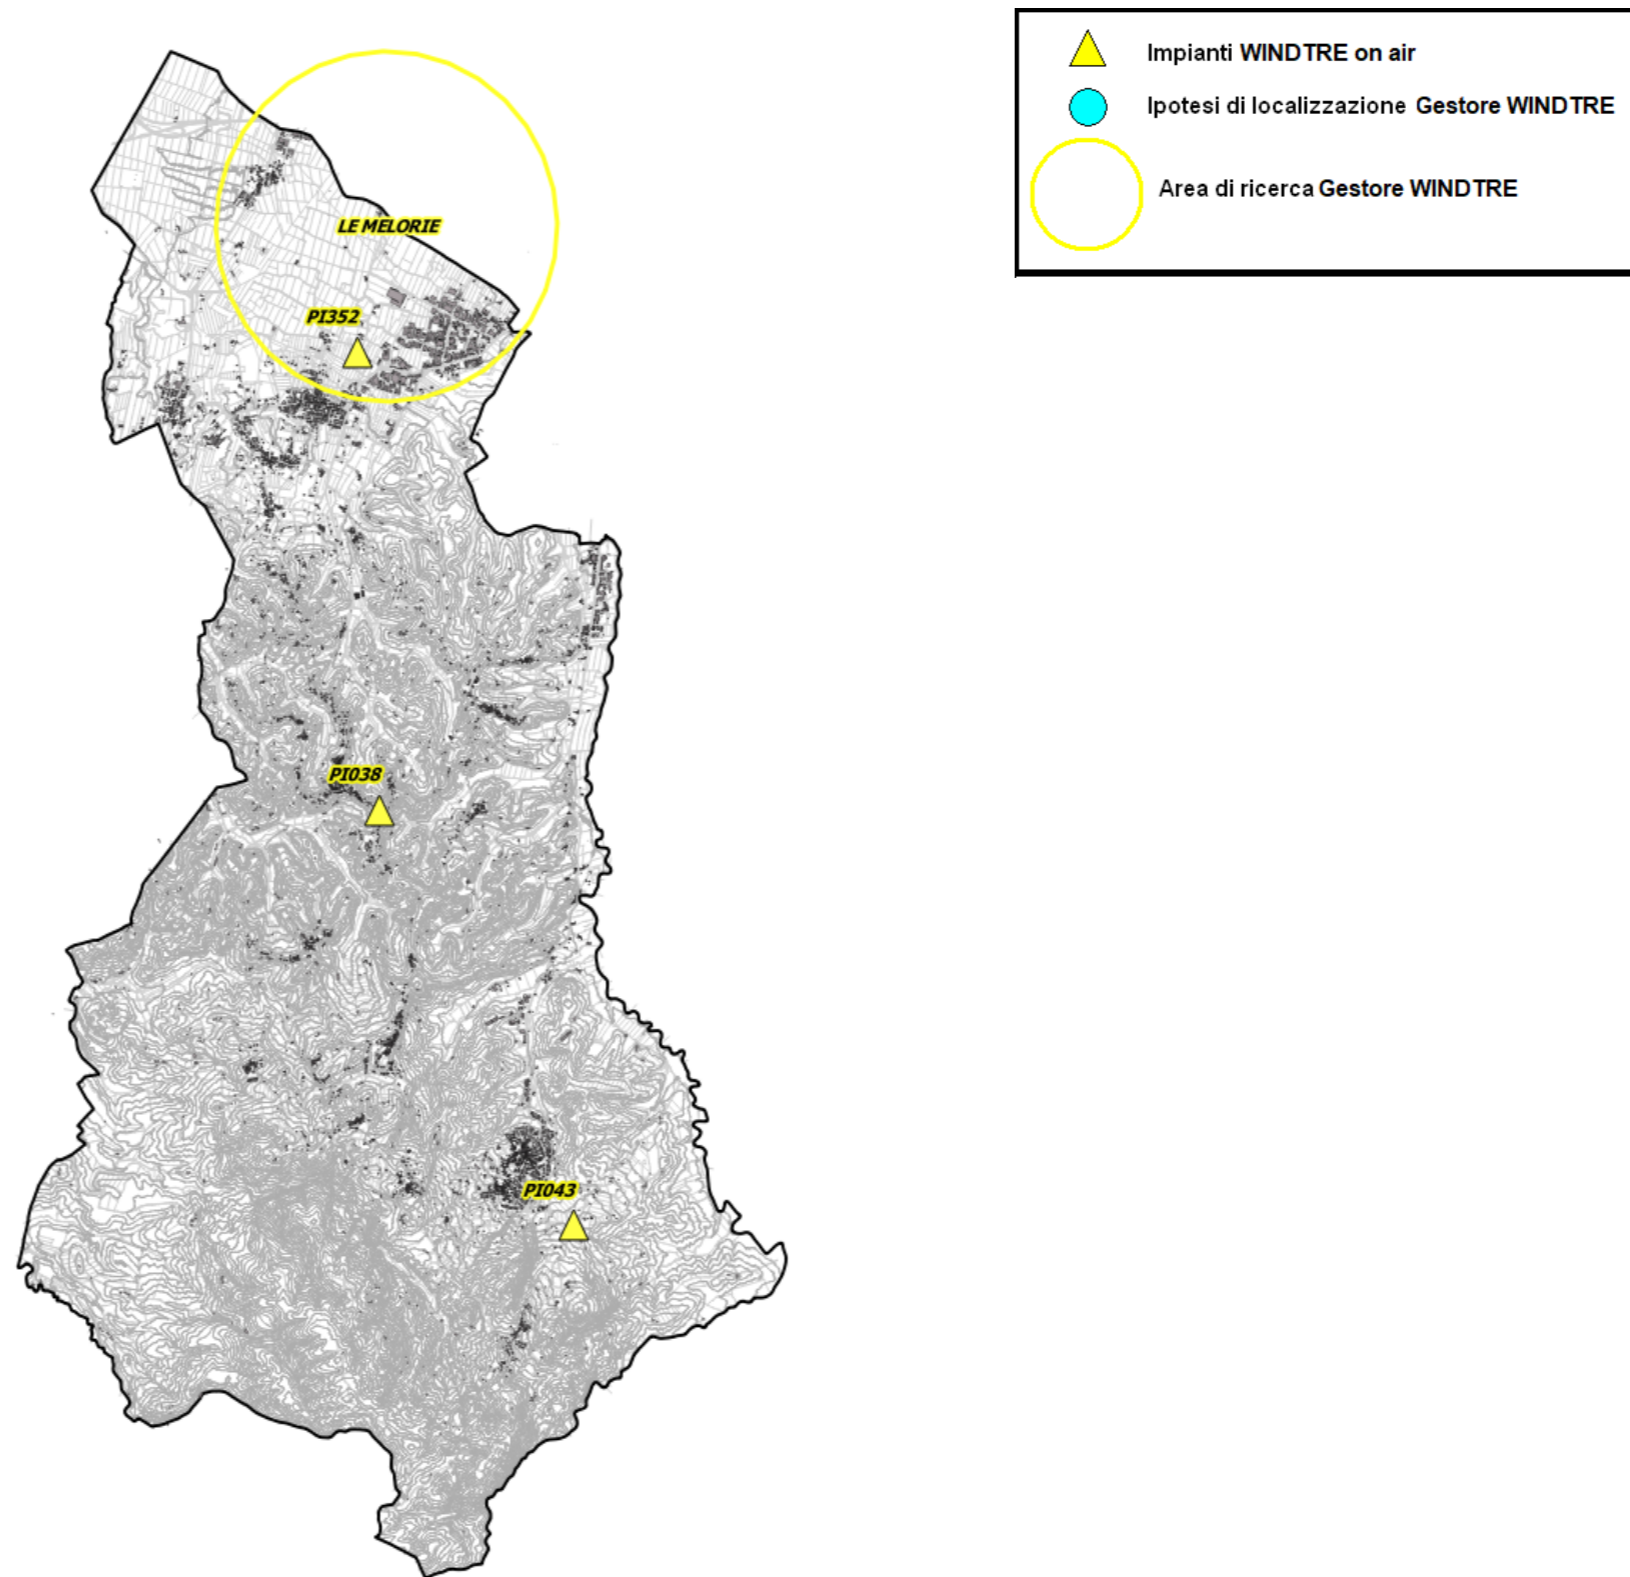 Impianti WINDTRE on air
Ipotesi di localizzazione Gestore WINDTRE
Area di ricerca Gestore WINDTRE
LE MELORIE
PI352
PI038
PI043